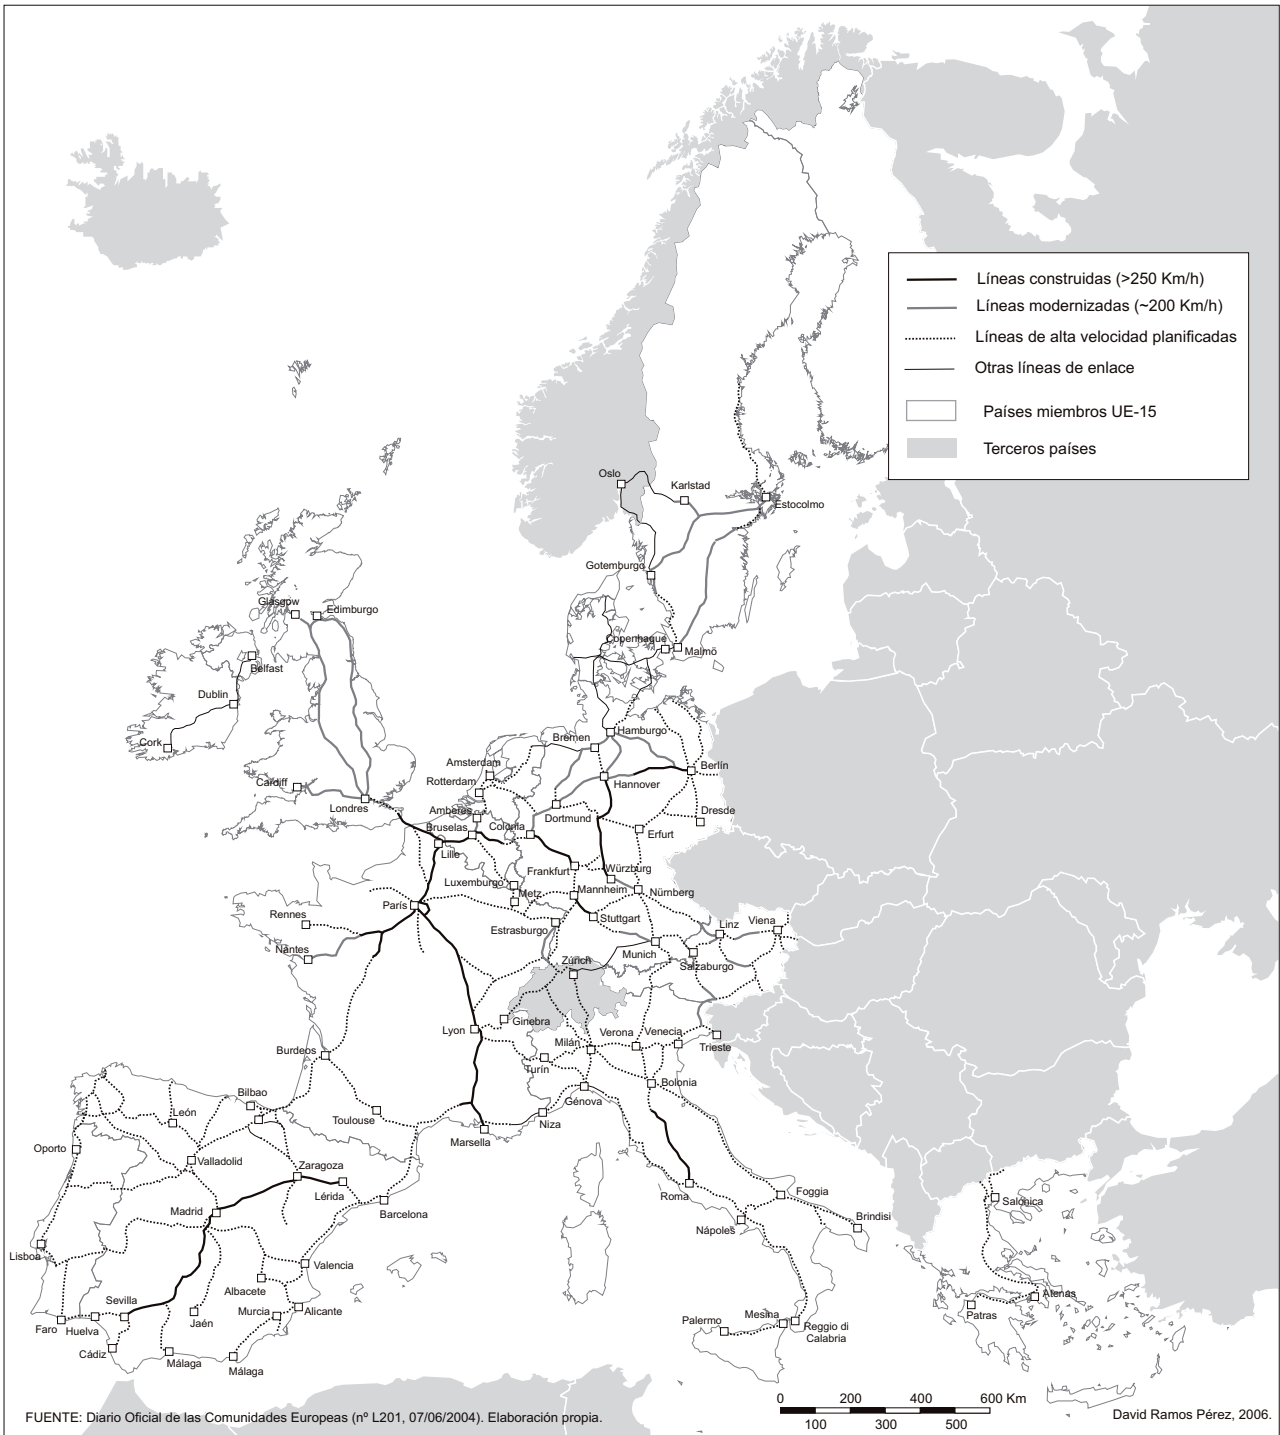 Líneas construidas (>250 Km/h)
Líneas modernizadas (~200 Km/h)
Líneas de alta velocidad planificadas
Otras líneas de enlace
Países miembros UE-15
Terceros países
Oslo
Karlstad
Estocolmo
Gotemburgo
Glasgow
Edimburgo
Copenhague
Malmö
Belfast
Dublin
Cork
Hamburgo
Bremen
Amsterdam
Berlín
Cardiff
Rotterdam
Hannover
Londres
Amberes
Dortmund
Dresde
Bruselas
Colonia
Erfurt
Lille
Frankfurt
Würzburg
Luxemburgo
Metz
Mannheim
Nürnberg
París
Rennes
Stuttgart
Linz
Viena
Estrasburgo
Nantes
Munich
Zúrich
Salzaburgo
Ginebra
Lyon
Verona
Venecia
Milán
Trieste
Burdeos
Turín
Bolonia
Bilbao
Génova
León
Toulouse
Niza
Marsella
Oporto
Valladolid
Zaragoza
Lérida
Roma
Foggia
Salónica
Madrid
Barcelona
Nápoles
Brindisi
Lisboa
Valencia
Albacete
Atenas
Sevilla
Murcia
Alicante
Jaén
Patras
Faro
Huelva
Palermo
Mesina
Reggio di
Calabria
Cádiz
Málaga
Málaga
0 200 400 600 Km
100 300 500
FUENTE: Diario Oficial de las Comunidades Europeas (nº L201, 07/06/2004). Elaboración propia.
David Ramos Pérez, 2006.